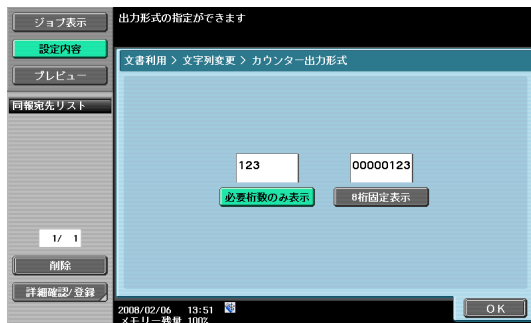 ジョブ表示
出力形式の指定ができます
設定内容
文書利用 > 文字列変更 > カウンター出力形式
プレビュー
同報宛先リスト
123
00000123
必要桁数のみ表示
8桁固定表示
1/ 1
削除
詳細確認/登録
2008/02/06 13:51
メモリー残量 100%
OK